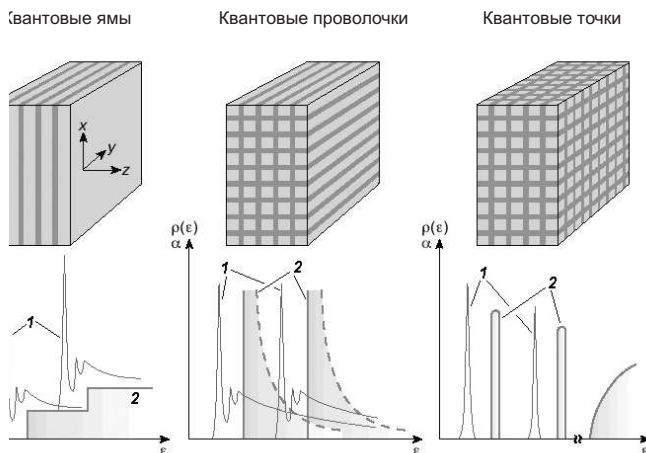 Квантовые ямы
Квантовые проволочки
Квантовые точки
x
y
z
ρ(ε)
α
ρ(ε)
α
1
2
1
2
1
2
ε
ε
ε